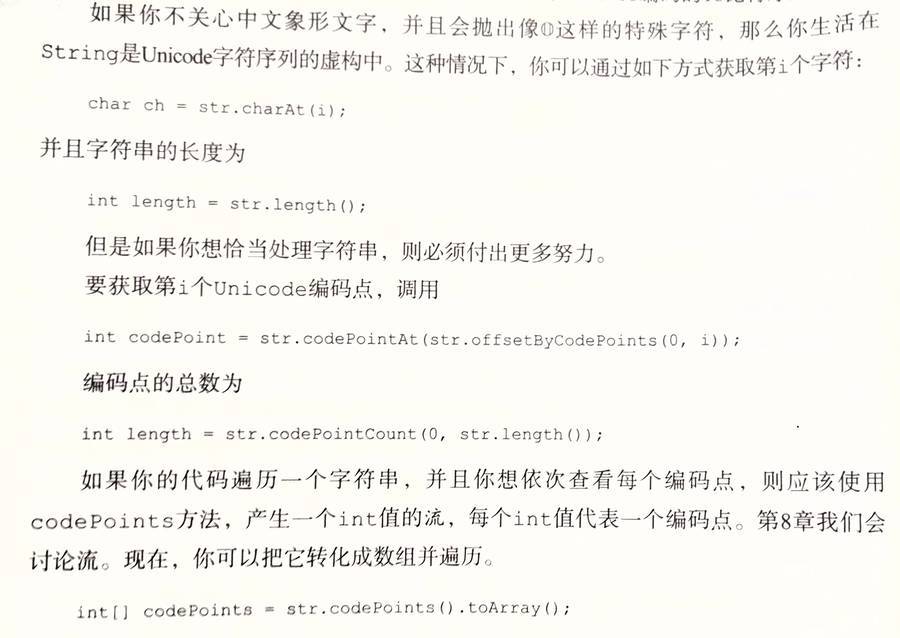 如果你不关心中文象形文字，并且会抛出像𝕆这样的特殊字符，那么你生活在
String是Unicode字符序列的虚构中。这种情况下，你可以通过如下方式获取第i个字符：
char ch = str.charAt(i);
并且字符串的长度为
int length = str.length();
但是如果你想恰当处理字符串，则必须付出更多努力。
要获取第i个Unicode编码点，调用
int codePoint = str.codePointAt(str.offsetByCodePoints(0, i));
编码点的总数为
int length = str.codePointCount(0, str.length());
如果你的代码遍历一个字符串，并且你想依次查看每个编码点，则应该使用
codePoints方法，产生一个int值的流，每个int值代表一个编码点。第8章我们会
讨论流。现在，你可以把它转化成数组并遍历。
int[] codePoints = str.codePoints().toArray();